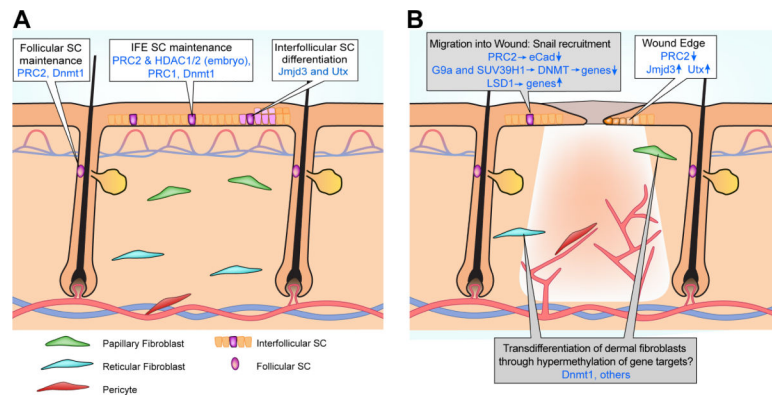 A
Follicular SC
maintenance
PRC2, Dnmt1
IFE SC maintenance
PRC2 & HDAC1/2 (embryo),
PRC1, Dnmt1
Interfollicular SC
differentiation
Jmjd3 and Utx
Papillary Fibroblast
Reticular Fibroblast
Pericyte
Interfollicular SC
Follicular SC
B
Migration into Wound: Snail recruitment
PRC2→ eCad↓
G9a and SUV39H1→ DNMT→ genes↓
LSD1→ genes↑
Wound Edge
PRC2↓
Jmjd3↑ Utx↑
Transdifferentiation of dermal fibroblasts
through hypermethylation of gene targets?
Dnmt1, others